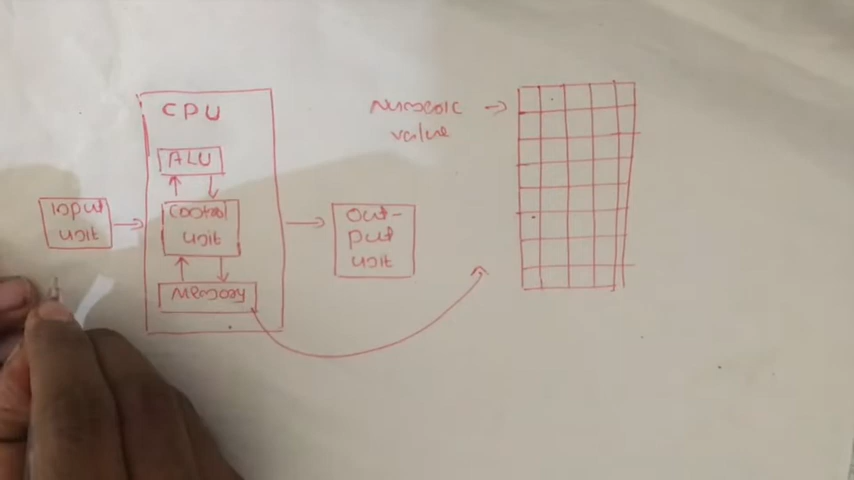 CPU
ALU
Input
unit
Control
unit
Memory
Out-
put
unit
Numeric
value